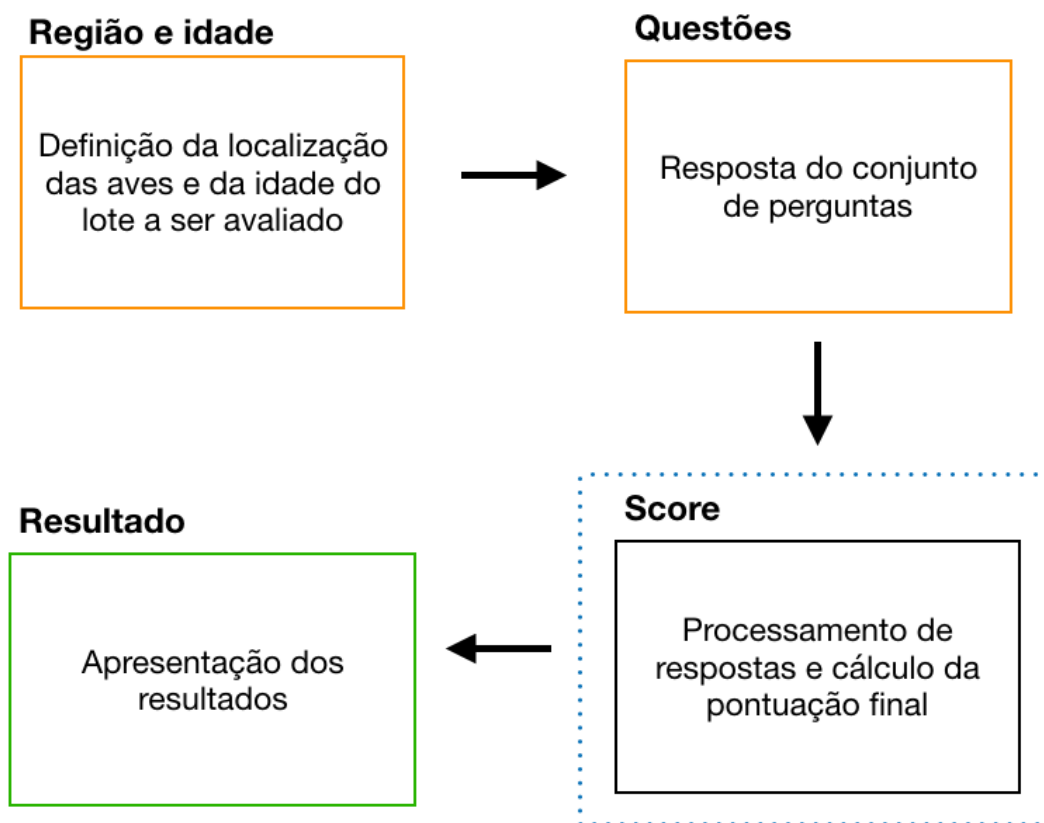 Região e idade
Definição da localização
das aves e da idade do
lote a ser avaliado
Questões
Resposta do conjunto
de perguntas
Score
Processamento de
respostas e cálculo da
pontuação final
Resultado
Apresentação dos
resultados